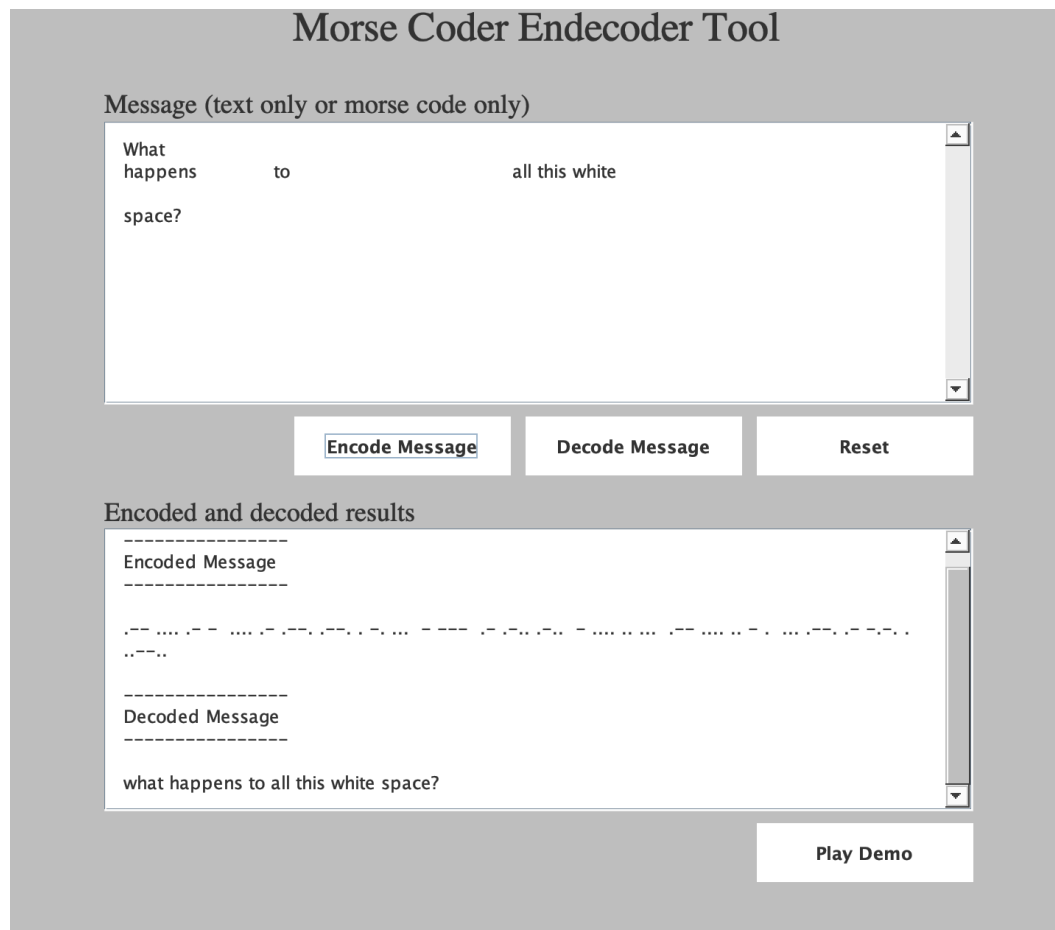 Morse Coder Endecoder Tool
Message (text only or morse code only)
What
happens to all this white
space?
Encode Message Decode Message Reset
Encoded and decoded results
----------------
Encoded Message
----------------
.-- .... .- -  .... .- .--. .--. . -. ...  - ---  .- .-.. .-..  - .... .. ...  .-- .... .. - .  ... .--. .- -.-. .
..--..
----------------
Decoded Message
----------------
what happens to all this white space?
Play Demo